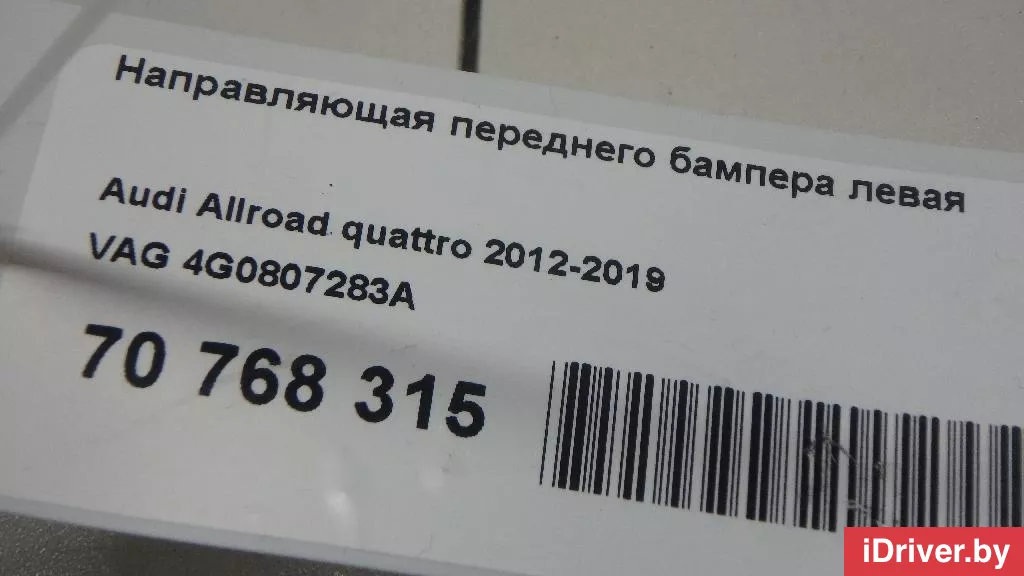 Направляющая переднего бампера левая
Audi Allroad quattro 2012-2019
VAG 4G0807283A
70 768 315
iDriver.by